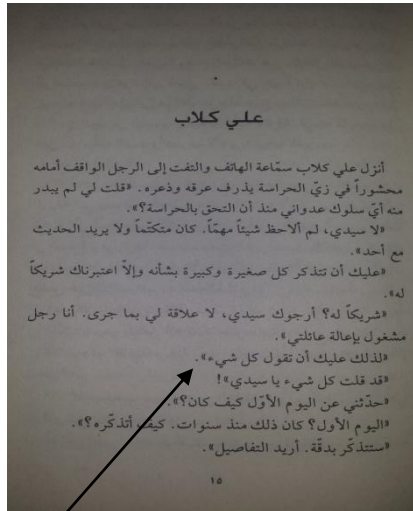 علي كلاب
أنزل علي كلاب سمّاعة الهاتف والتفت إلى الرجل الواقف أمامه
محشوراً في زيّ الحراسة يذرف عرقه وذعره. «قلت لي لم يبدر
منه أيّ سلوك عدواني منذ أن التحق بالحراسة؟».
«لا سيدي، لم ألاحظ شيئاً مهمّاً. كان متكتّماً ولا يريد الحديث
مع أحد».
«عليك أن تتذكر كل صغيرة وكبيرة بشأنه وإلاّ اعتبرناك شريكاً
له».
«شريكاً له؟ أرجوك سيدي، لا علاقة لي بما جرى. أنا رجل
مشغول بإعالة عائلتي».
«لذلك عليك أن تقول كل شيء».
«قد قلت كل شيء يا سيدي»!
«حدّثني عن اليوم الأوّل كيف كان؟».
«اليوم الأول؟ كان ذلك منذ سنوات. كيف أتذكّره؟».
«ستتذكّر بدقّة. أريد التفاصيل».
١٥